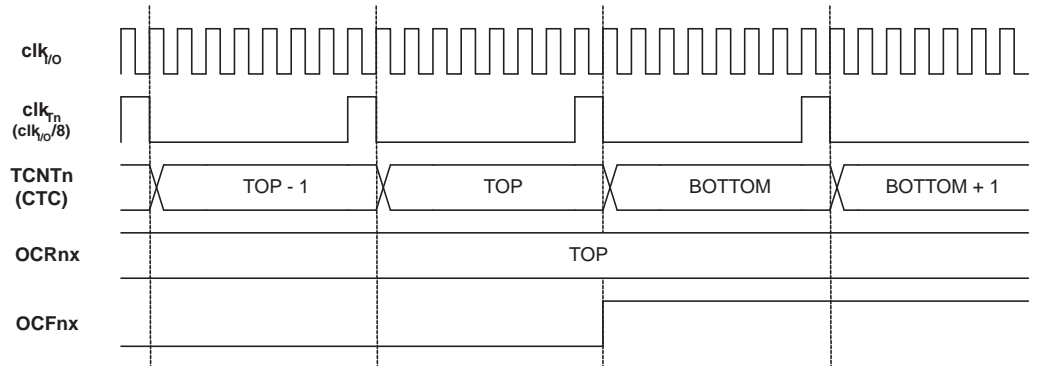 clkI/O
clkTn
(clkI/O/8)
TCNTn
(CTC)
TOP - 1
TOP
BOTTOM
BOTTOM + 1
OCRnx
TOP
OCFnx